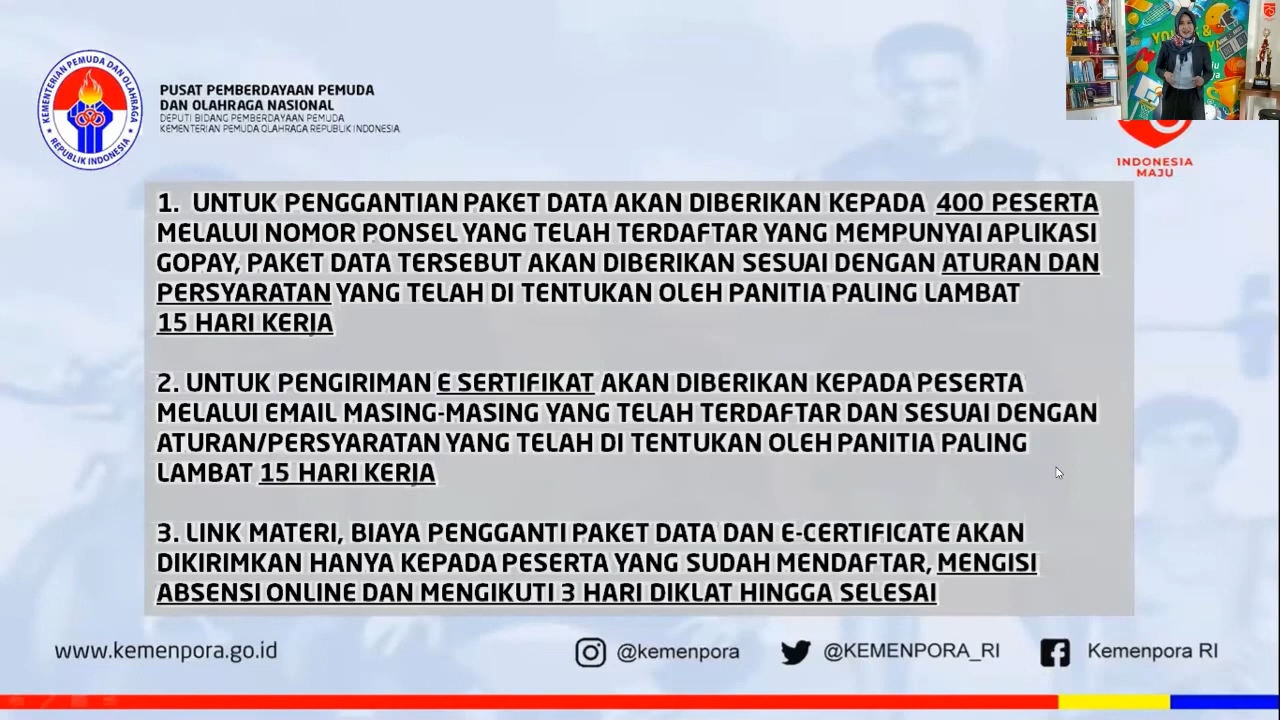 KEMENTERIAN PEMUDA DAN OLAHRAGA
REPUBLIK INDONESIA
PUSAT PEMBERDAYAAN PEMUDA
DAN OLAHRAGA NASIONAL
DEPUTI BIDANG PEMBERDAYAAN PEMUDA
KEMENTERIAN PEMUDA OLAHRAGA REPUBLIK INDONESIA
INDONESIA
MAJU
1. UNTUK PENGGANTIAN PAKET DATA AKAN DIBERIKAN KEPADA 400 PESERTA
MELALUI NOMOR PONSEL YANG TELAH TERDAFTAR YANG MEMPUNYAI APLIKASI
GOPAY, PAKET DATA TERSEBUT AKAN DIBERIKAN SESUAI DENGAN ATURAN DAN
PERSYARATAN YANG TELAH DI TENTUKAN OLEH PANITIA PALING LAMBAT
15 HARI KERJA
2. UNTUK PENGIRIMAN E SERTIFIKAT AKAN DIBERIKAN KEPADA PESERTA
MELALUI EMAIL MASING-MASING YANG TELAH TERDAFTAR DAN SESUAI DENGAN
ATURAN/PERSYARATAN YANG TELAH DI TENTUKAN OLEH PANITIA PALING
LAMBAT 15 HARI KERJA
3. LINK MATERI, BIAYA PENGGANTI PAKET DATA DAN E-CERTIFICATE AKAN
DIKIRIMKAN HANYA KEPADA PESERTA YANG SUDAH MENDAFTAR, MENGISI
ABSENSI ONLINE DAN MENGIKUTI 3 HARI DIKLAT HINGGA SELESAI
www.kemenpora.go.id
@kemenpora
@KEMENPORA_RI
Kemenpora RI